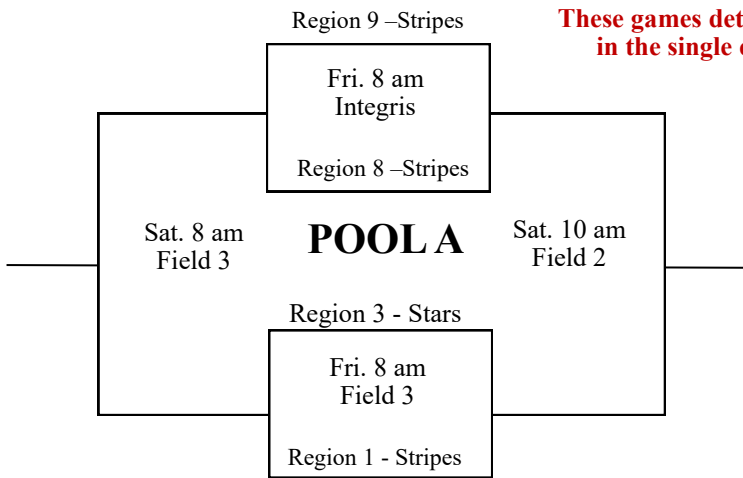 Region 9 –Stripes
These games
in the single
Fri. 8 am
Integris
Region 8 –Stripes
Sat. 8 am
Field 3
POOL A
Sat. 10 am
Field 2
Region 3 - Stars
Fri. 8 am
Field 3
Region 1 - Stripes